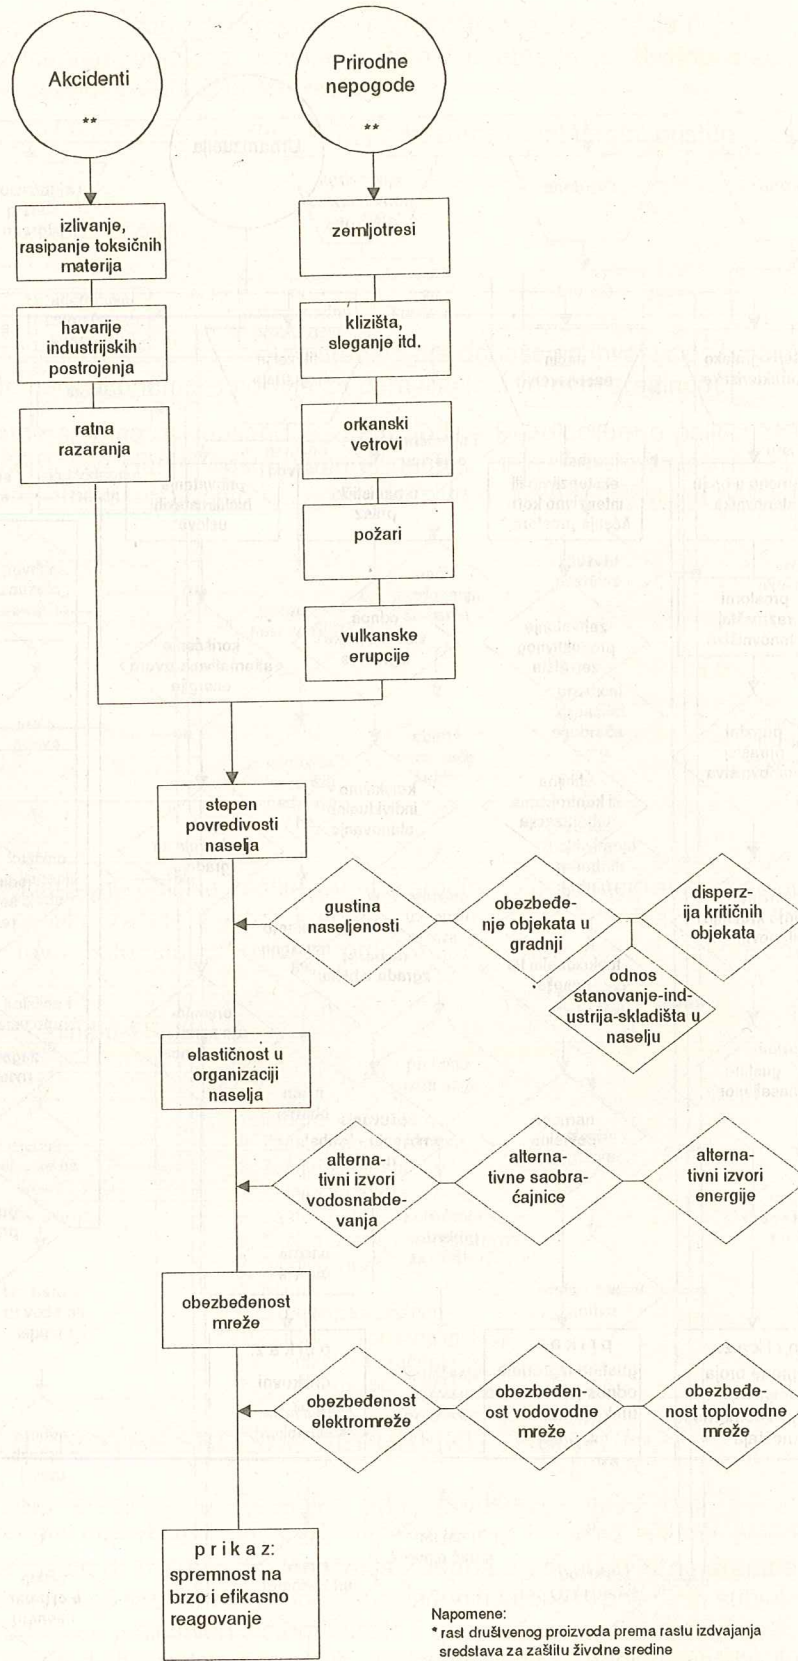 Akcidenti
**
Prirodne
nepogode
**
izlivanje,
rasipanje toksičnih
materija
havarije
industrijskih
postrojenja
ratna
razaranja
zemljotresi
klizišta,
sleganje itd.
orkanski
vetrovi
požari
vulkanske
erupcije
stepen
povredivosti
naselja
gustina
naseljenosti
obezbeđe-
nje objekata u
gradnji
disperz-
ija kritičnih
objekata
odnos
stanovanje-ind-
ustrija-skladišta u
naselju
elastičnost u
organizaciji
naselja
alterna-
tivni izvori
vodosnabde-
vanja
alterna-
tivne saobra-
ćajnice
alterna-
tivni izvori
energije
obezbeđenost
mreže
obezbeđenost
elektromreže
obezbeđen-
ost vodovodne
mreže
obezbeđe-
nost toplovodne
mreže
p r i k a z:
spremnost na
brzo i efikasno
reagovanje
Napomene:
* rast društvenog proizvoda prema rastu izdvajanja
sredstava za zaštitu životne sredine